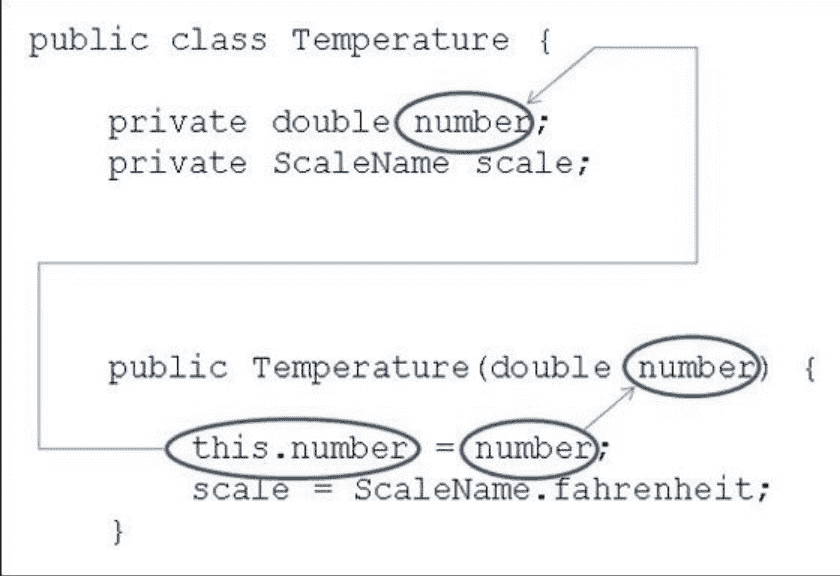 public class Temperature {
private double number;
private ScaleName scale;
public Temperature(double number) {
this.number = number;
scale = ScaleName.fahrenheit;
}